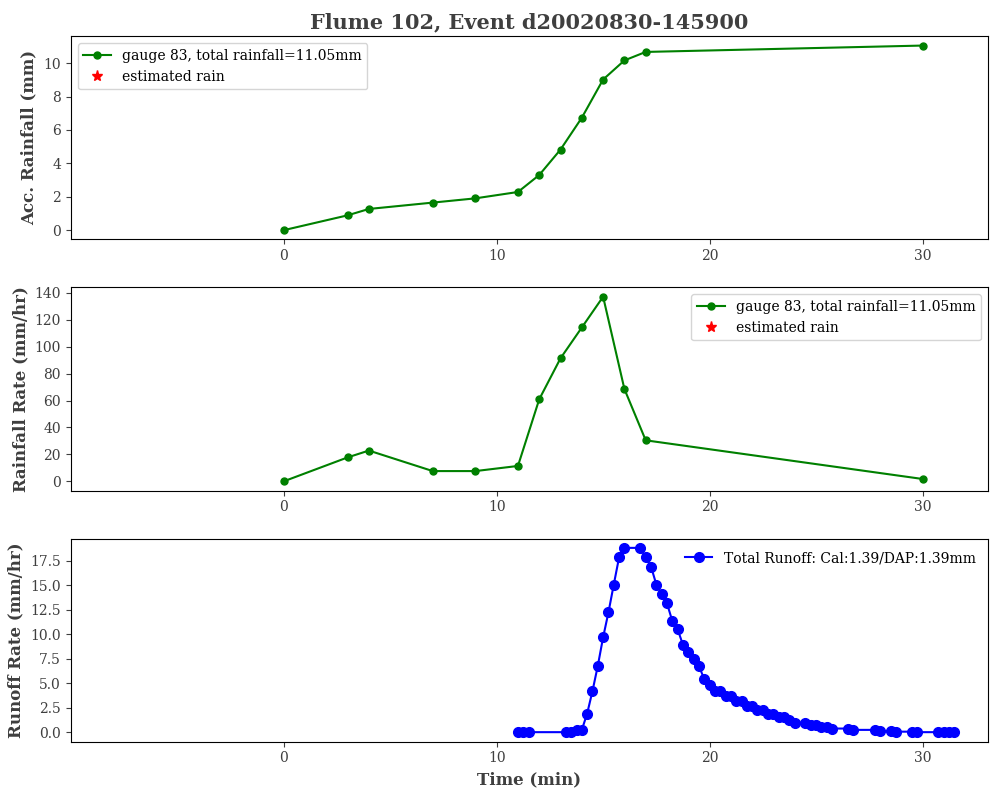 Flume 102, Event d20020830-145900
Acc. Rainfall (mm)
10
8
6
4
2
0
gauge 83, total rainfall=11.05mm
estimated rain
0 10 20 30
Rainfall Rate (mm/hr)
140
120
100
80
60
40
20
0
gauge 83, total rainfall=11.05mm
estimated rain
0 10 20 30
Runoff Rate (mm/hr)
17.5
15.0
12.5
10.0
7.5
5.0
2.5
0.0
Total Runoff: Cal:1.39/DAP:1.39mm
0 10 20 30
Time (min)